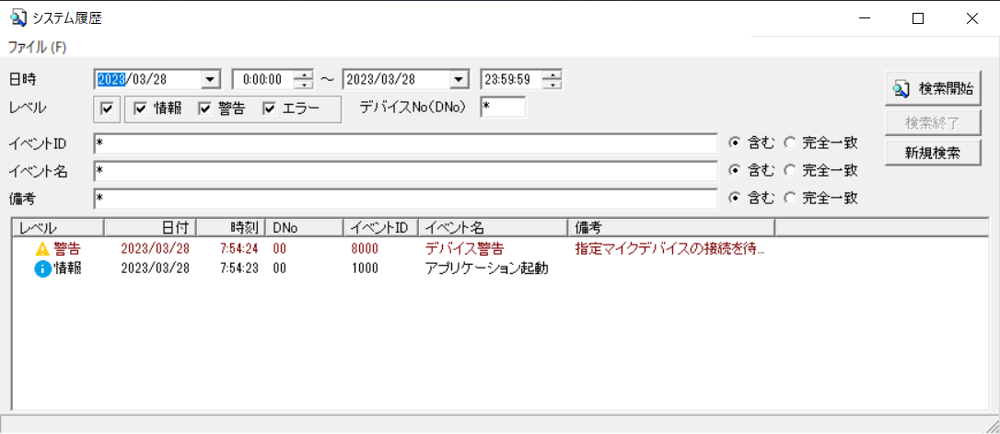 システム履歴
ファイル (F)
日時 2023/03/28 0:00:00 ～ 2023/03/28 23:59:59 検索開始
レベル 情報 警告 エラー デバイスNo(DNo) * 検索終了
イベントID * 含む 完全一致 新規検索
イベント名 * 含む 完全一致
備考 * 含む 完全一致
レベル 日付 時刻 DNo イベントID イベント名 備考
警告 2023/03/28 7:54:24 00 8000 デバイス警告 指定マイクデバイスの接続を待...
情報 2023/03/28 7:54:23 00 1000 アプリケーション起動